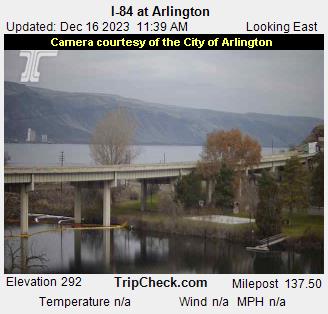 I-84 at Arlington
Updated: Dec 16 2023 11:39 AM Looking East
Camera courtesy of the City of Arlington
Elevation 292 TripCheck.com Milepost 137.50
Temperature n/a Wind n/a MPH n/a